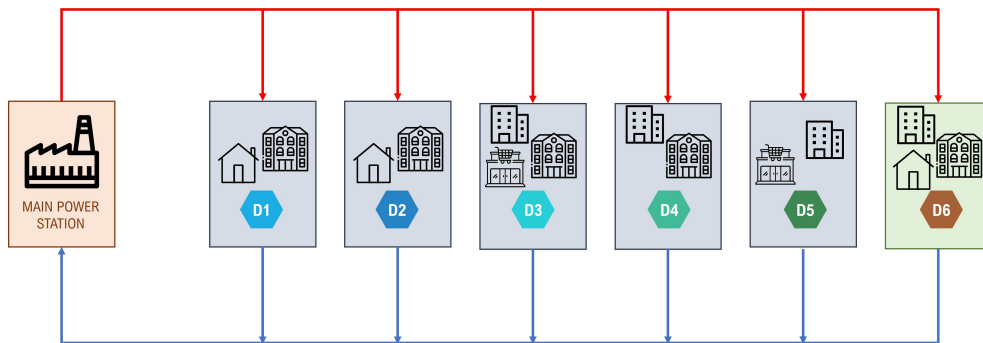 MAIN POWER
STATION
D1
D2
D3
D4
D5
D6